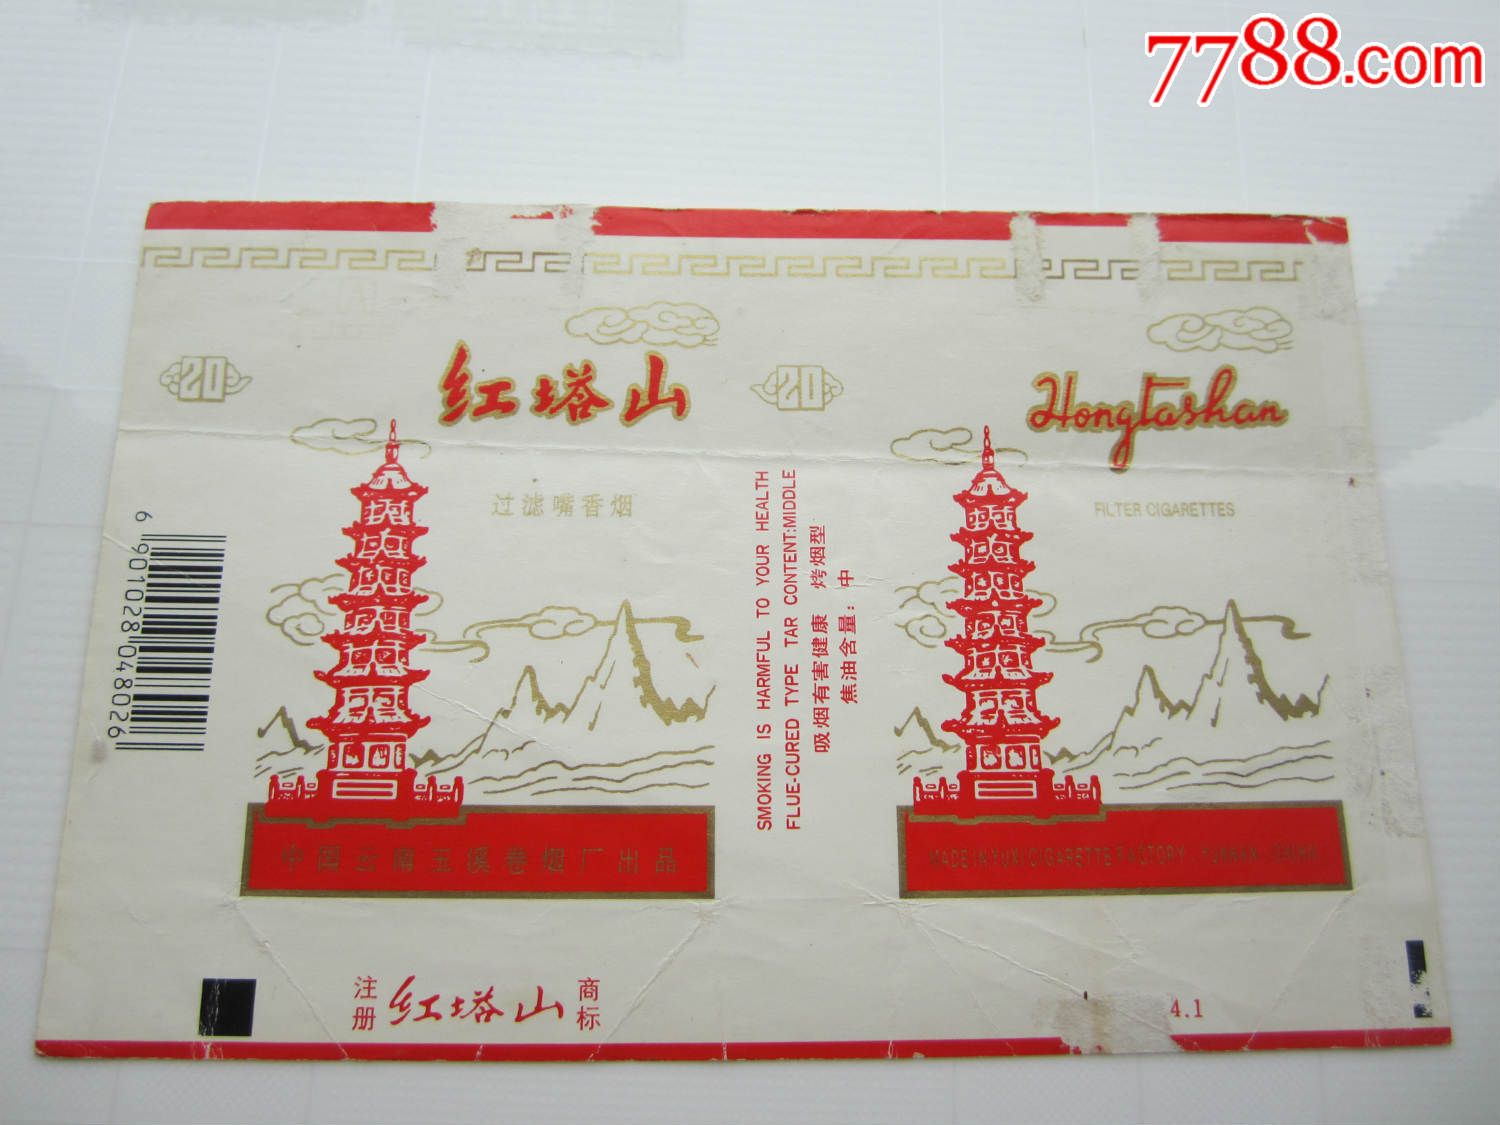 7788.com
20
红塔山
20
Hongtashan
过滤嘴香烟
FILTER CIGARETTES
6 901028 048026
SMOKING IS HARMFUL TO YOUR HEALTH
FLUE-CURED TYPE TAR CONTENT:MIDDLE
吸烟有害健康 烤烟型
焦油含量：中
中国云南玉溪卷烟厂出品
MADE IN YUXI CIGARETTE FACTORY, YUNNAN, CHINA
注册 红塔山 商标
4.1